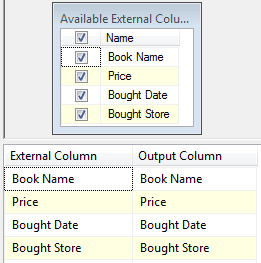 Available External Colu...
Name
Book Name
Price
Bought Date
Bought Store
External Column Output Column
Book Name Book Name
Price Price
Bought Date Bought Date
Bought Store Bought Store